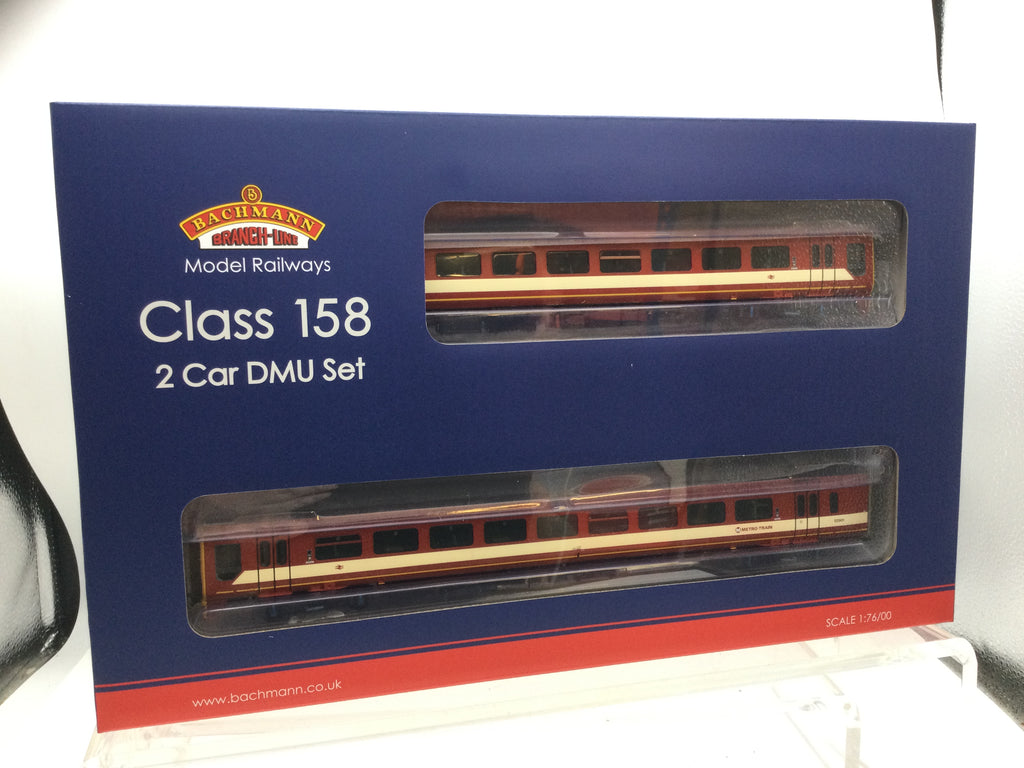 B
BACHMANN
BRANCH-LINE
Model Railways
Class 158
2 Car DMU Set
METRO TRAIN
SCALE 1:76/00
www.bachmann.co.uk